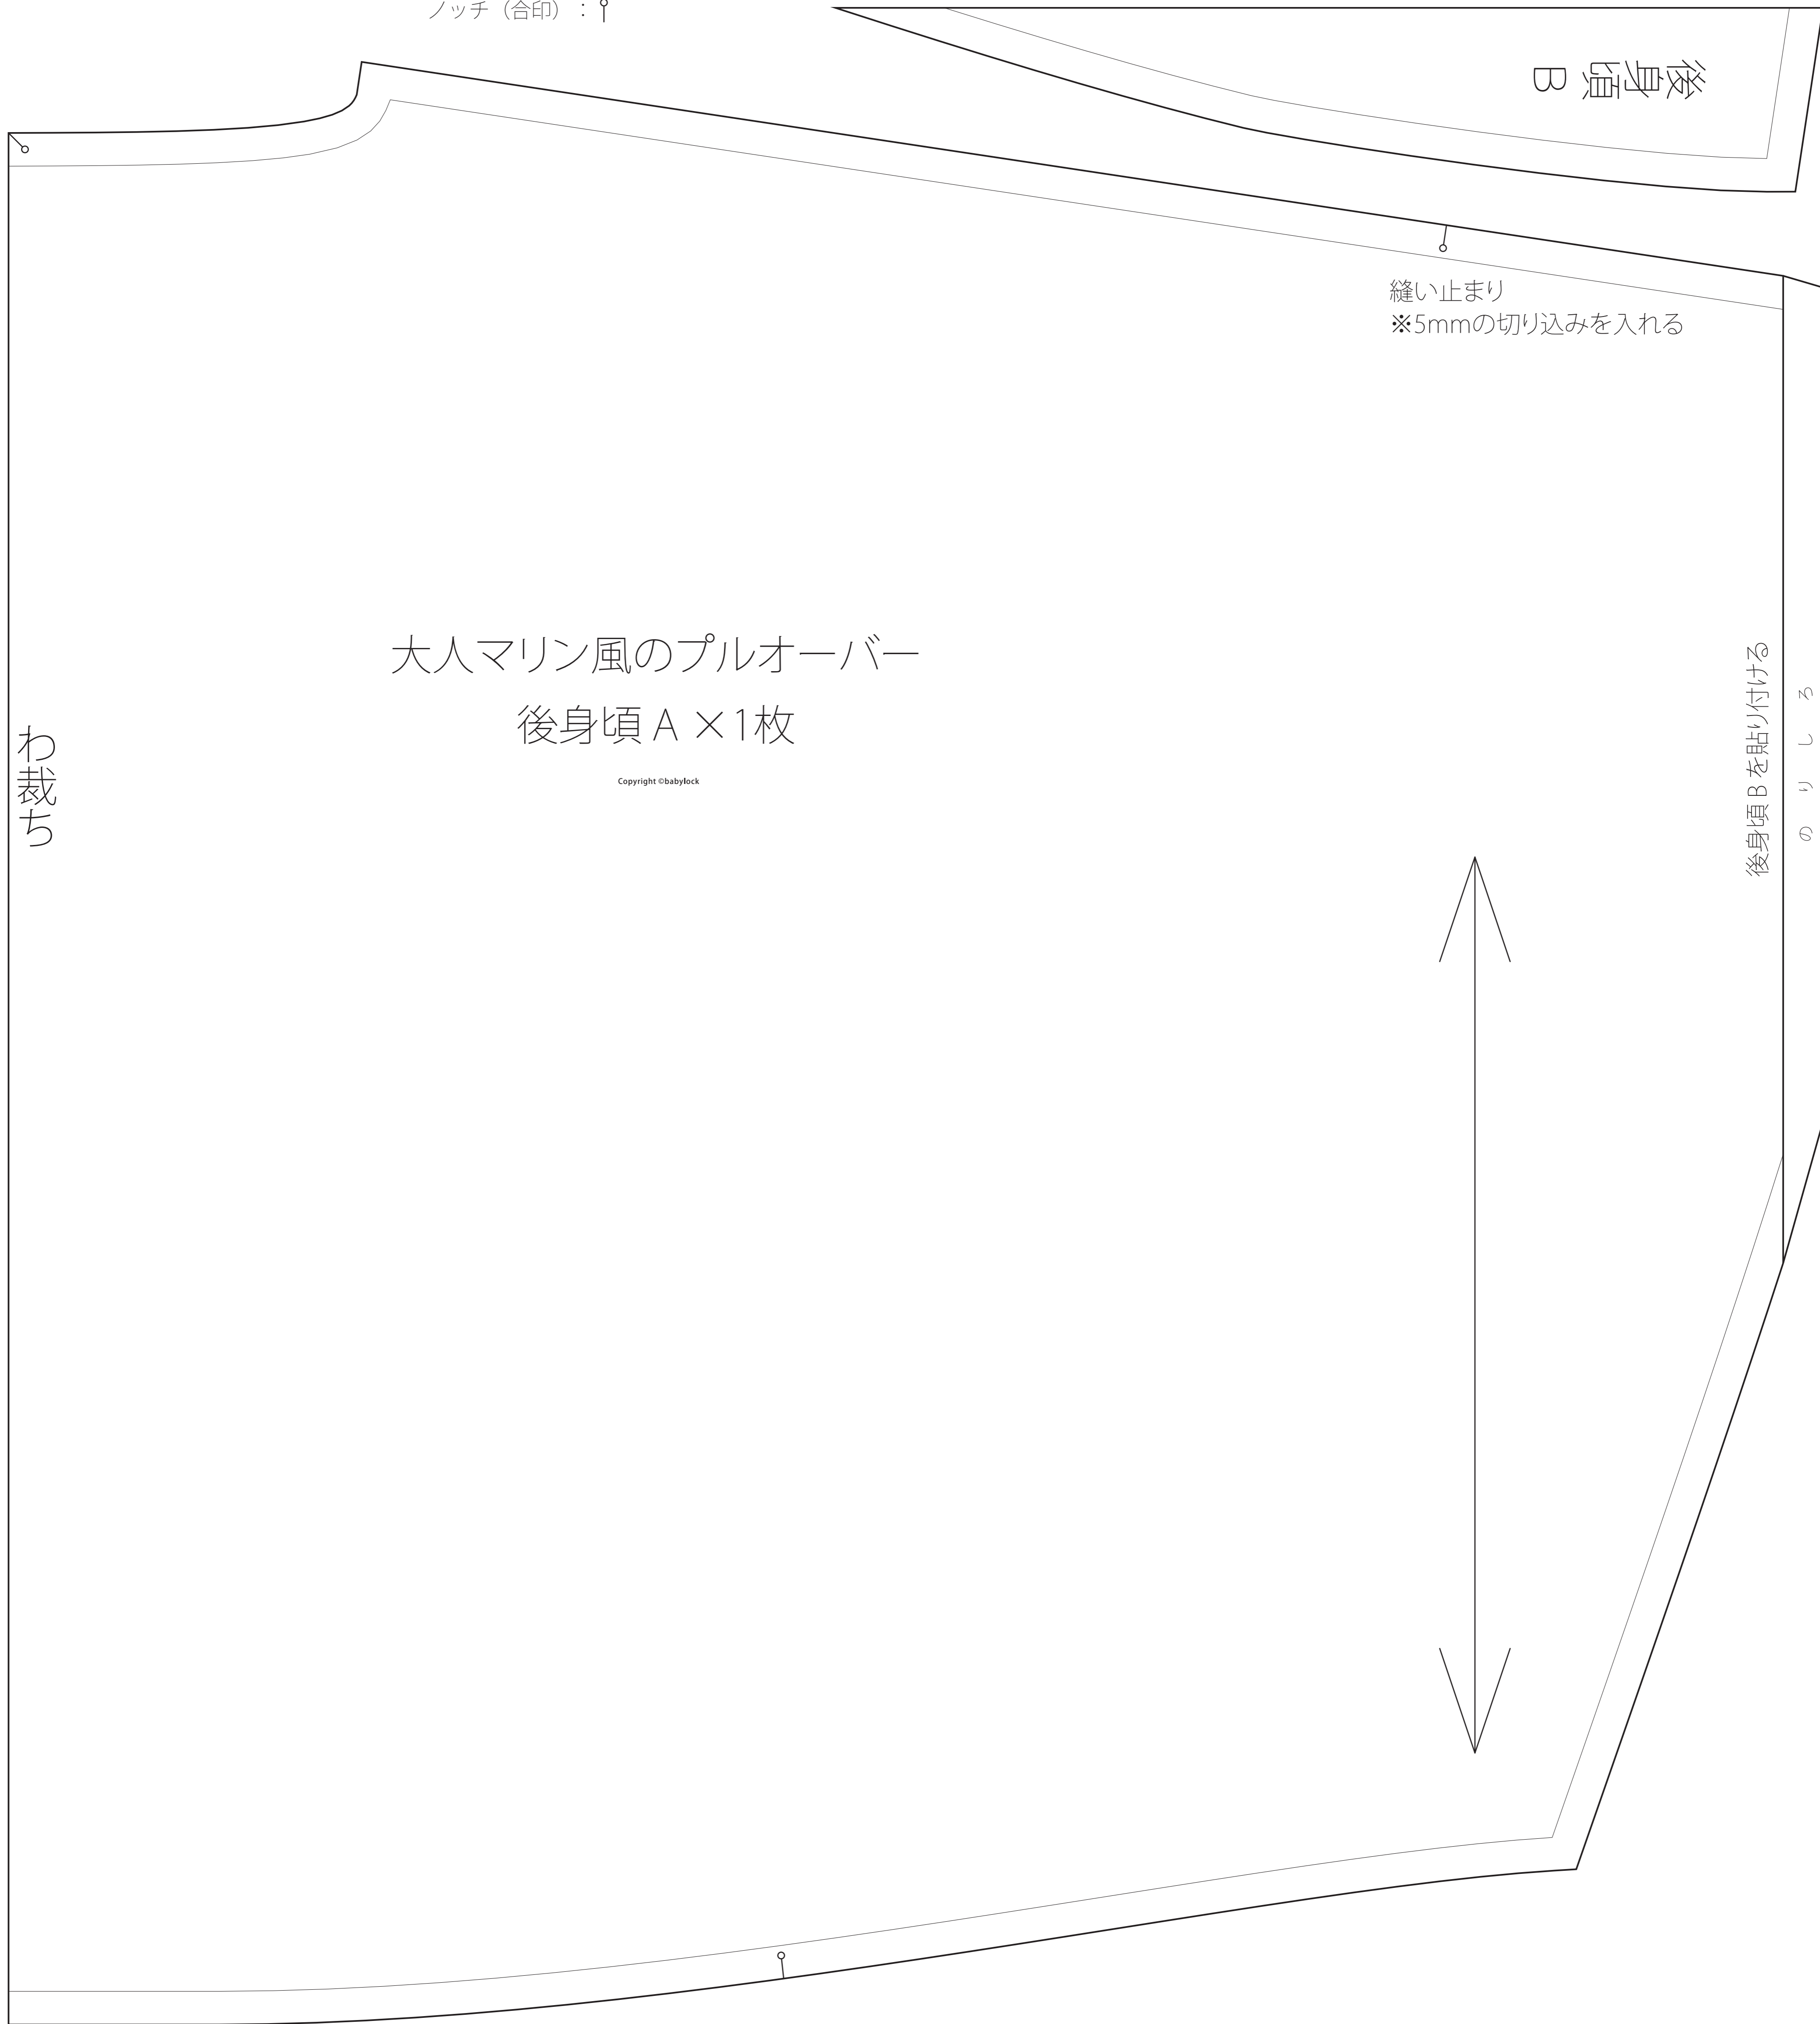 ノッチ（合印）：
後身頃
B
縫い止まり
※5mmの切り込みを入れる
大人マリン風のプルオーバー
後身頃 A ×1枚
Copyright ©babylock
わ裁ち
後身頃 B を貼り付ける
のりしろ